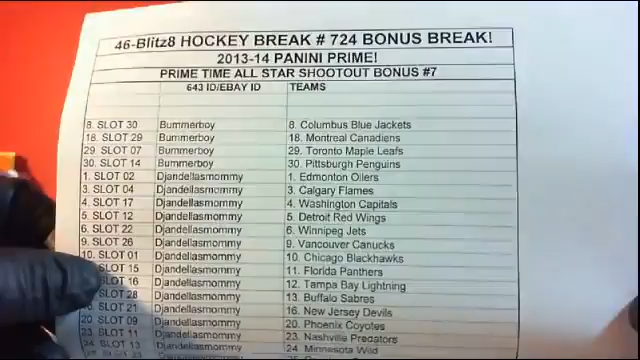 46-Blitz8 HOCKEY BREAK # 724 BONUS BREAK!
2013-14 PANINI PRIME!
PRIME TIME ALL STAR SHOOTOUT BONUS #7
643 ID/EBAY ID TEAMS
8. SLOT 30 Bummerboy 8. Columbus Blue Jackets
18. SLOT 29 Bummerboy 18. Montreal Canadiens
29. SLOT 07 Bummerboy 29. Toronto Maple Leafs
30. SLOT 14 Bummerboy 30. Pittsburgh Penguins
1. SLOT 02 Djandellasmommy 1. Edmonton Oilers
3. SLOT 04 Djandellasmommy 3. Calgary Flames
4. SLOT 17 Djandellasmommy 4. Washington Capitals
5. SLOT 12 Djandellasmommy 5. Detroit Red Wings
6. SLOT 22 Djandellasmommy 6. Winnipeg Jets
9. SLOT 26 Djandellasmommy 9. Vancouver Canucks
10. SLOT 01 Djandellasmommy 10. Chicago Blackhawks
SLOT 15 Djandellasmommy 11. Florida Panthers
SLOT 16 Djandellasmommy 12. Tampa Bay Lightning
SLOT 28 Djandellasmommy 13. Buffalo Sabres
SLOT 21 Djandellasmommy 16. New Jersey Devils
20. SLOT 09 Djandellasmommy 20. Phoenix Coyotes
23. SLOT 11 Djandellasmommy 23. Nashville Predators
24. SLOT 13 Djandellasmommy 24. Minnesota Wild